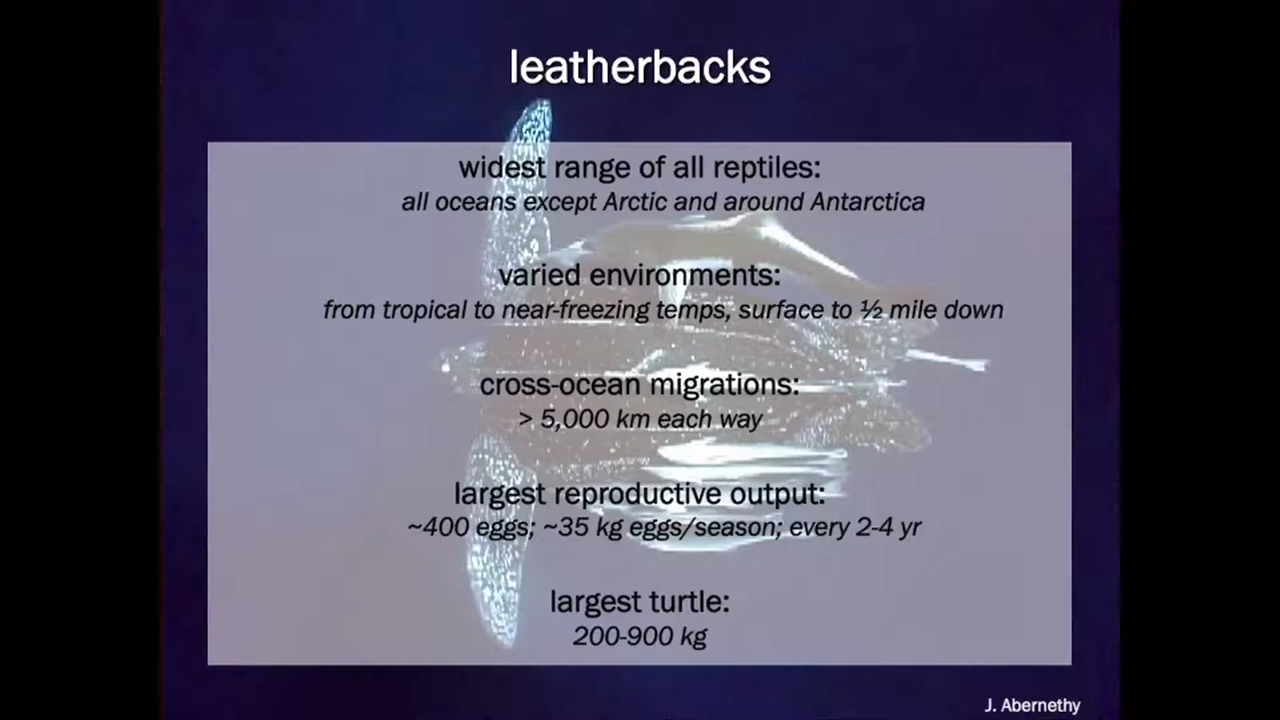 leatherbacks
widest range of all reptiles:
all oceans except Arctic and around Antarctica
varied environments:
from tropical to near-freezing temps, surface to ½ mile down
cross-ocean migrations:
> 5,000 km each way
largest reproductive output:
~400 eggs; ~35 kg eggs/season; every 2-4 yr
largest turtle:
200-900 kg
J. Abernethy